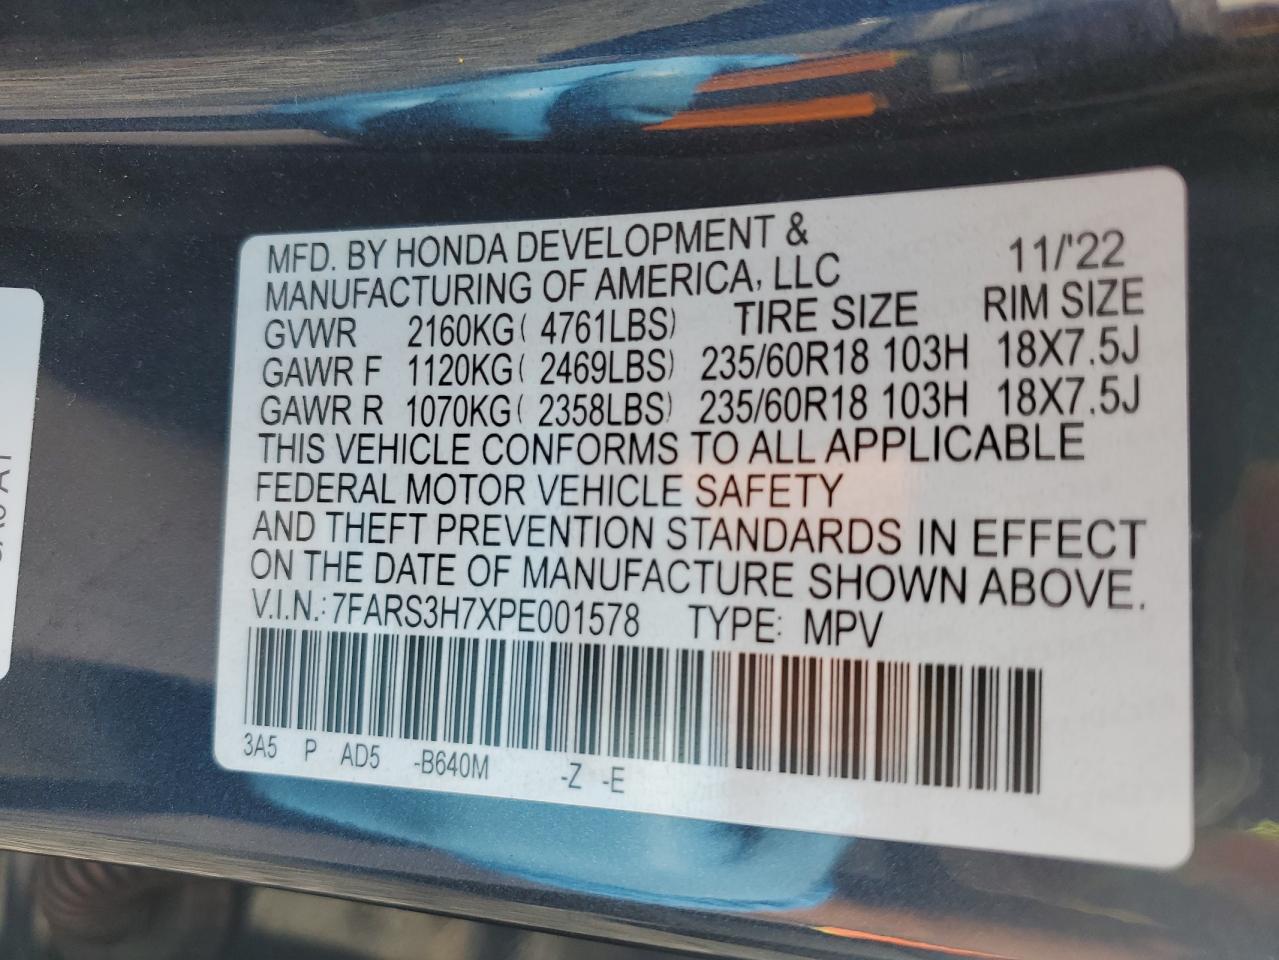 MFD. BY HONDA DEVELOPMENT &
MANUFACTURING OF AMERICA, LLC 11/'22
GVWR 2160KG( 4761LBS) TIRE SIZE RIM SIZE
GAWR F 1120KG( 2469LBS) 235/60R18 103H 18X7.5J
GAWR R 1070KG( 2358LBS) 235/60R18 103H 18X7.5J
THIS VEHICLE CONFORMS TO ALL APPLICABLE
FEDERAL MOTOR VEHICLE SAFETY
AND THEFT PREVENTION STANDARDS IN EFFECT
ON THE DATE OF MANUFACTURE SHOWN ABOVE.
V.I.N.: 7FARS3H7XPE001578 TYPE: MPV
3A5 P AD5 -B640M -Z -E